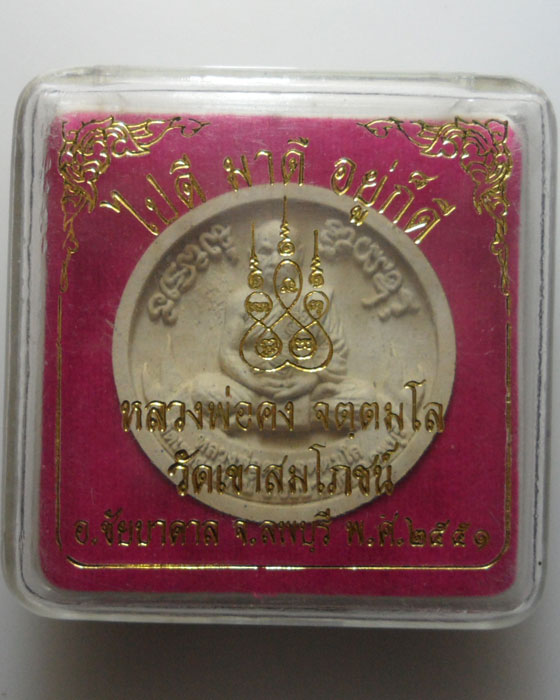 ไปดี มาดี อยู่ก็ดี
หลวงพ่อคง จตฺตมโล
วัดเขาสมโภชน์
อ.ชัยบาดาล จ.ลพบุรี พ.ศ.๒๕๕๑